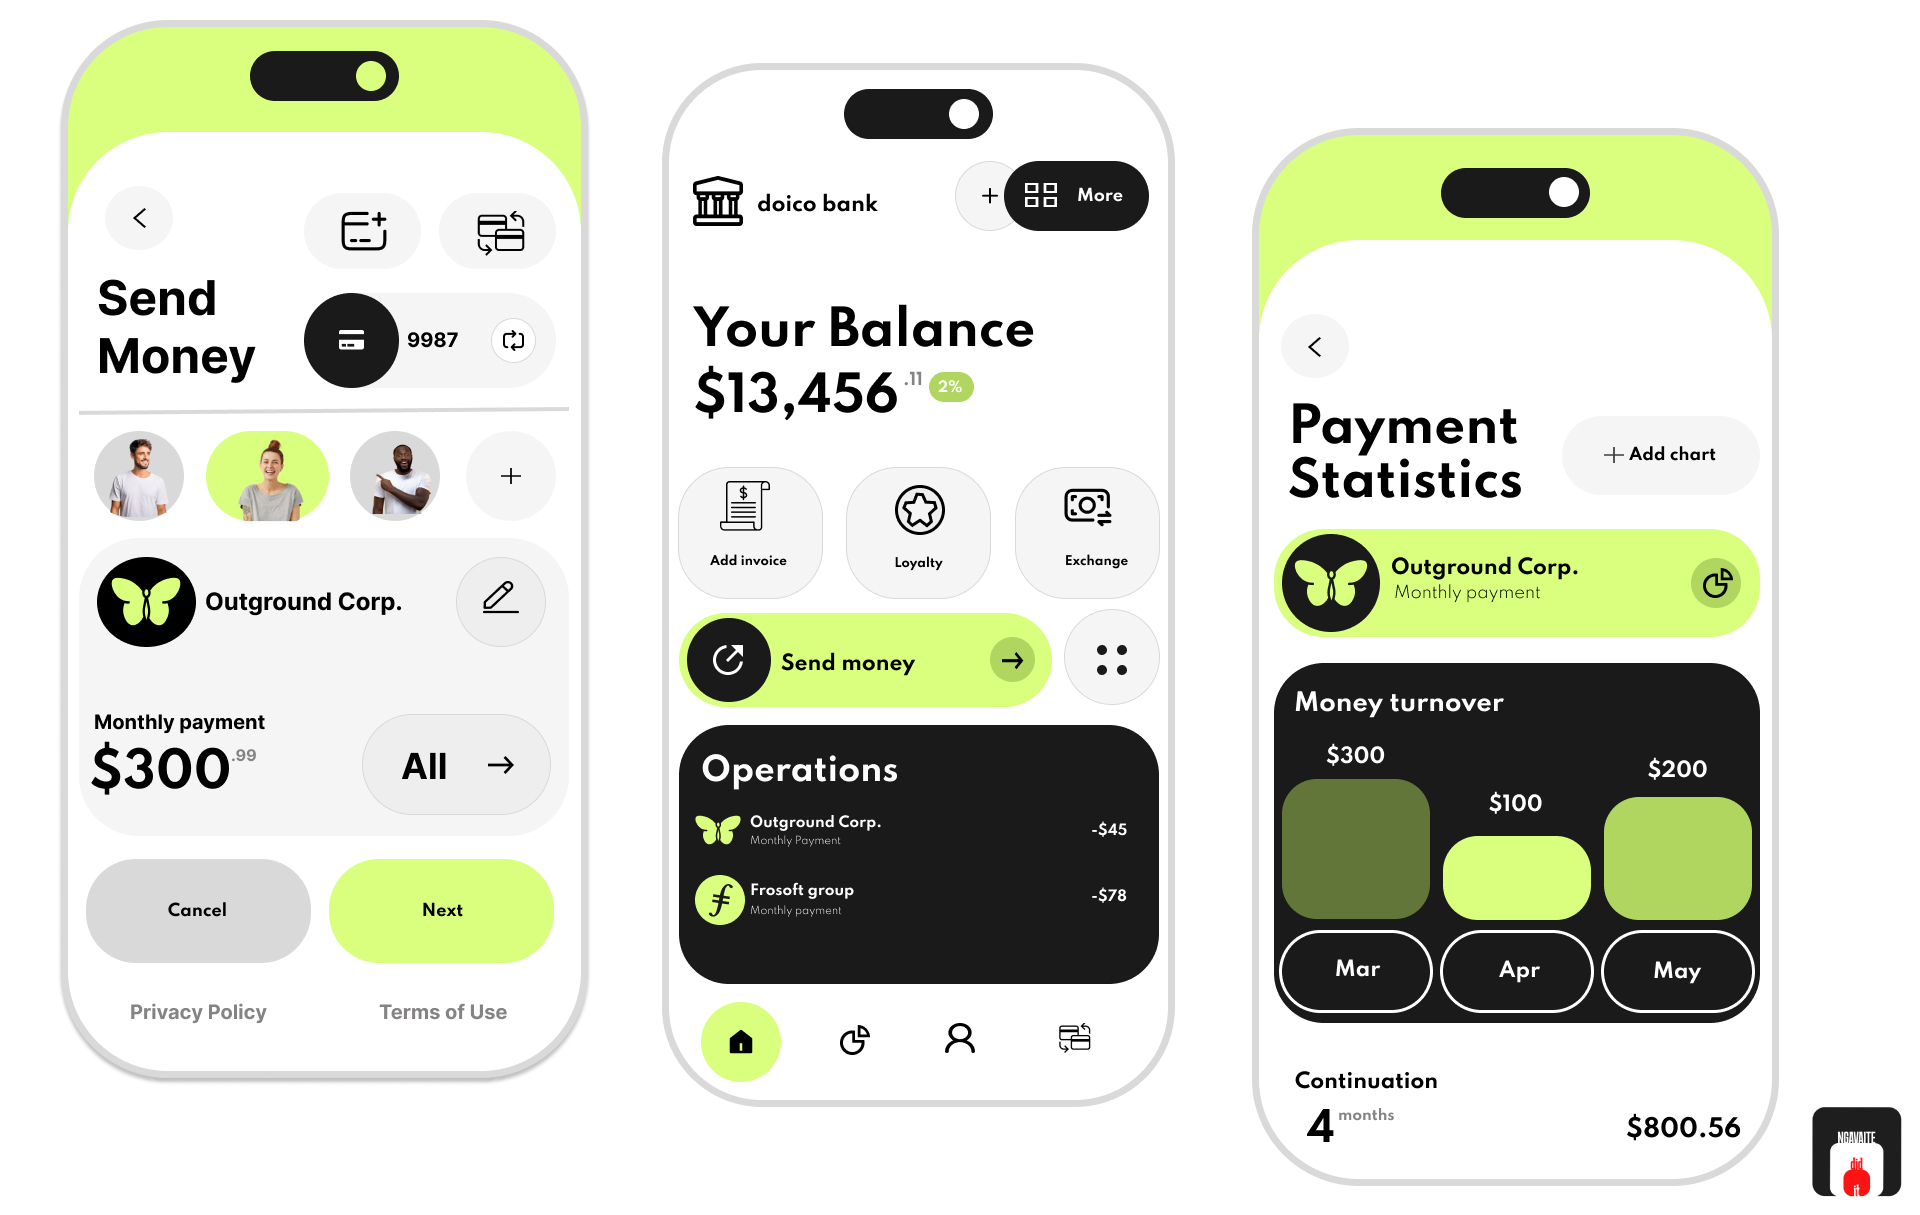 Send
Money
9987
Outground Corp.
Monthly payment
$300.99
All
Cancel
Next
Privacy Policy
Terms of Use
doico bank
More
Your Balance
$13,456.11
2%
$
Add invoice
Loyalty
Exchange
Send money
Operations
Outground Corp.
Monthly Payment
-$45
Frosoft group
Monthly payment
-$78
Payment
Statistics
Add chart
Outground Corp.
Monthly payment
Money turnover
$300
$100
$200
Mar
Apr
May
Continuation
4 months
$800.56
NGAVAITE
did
it